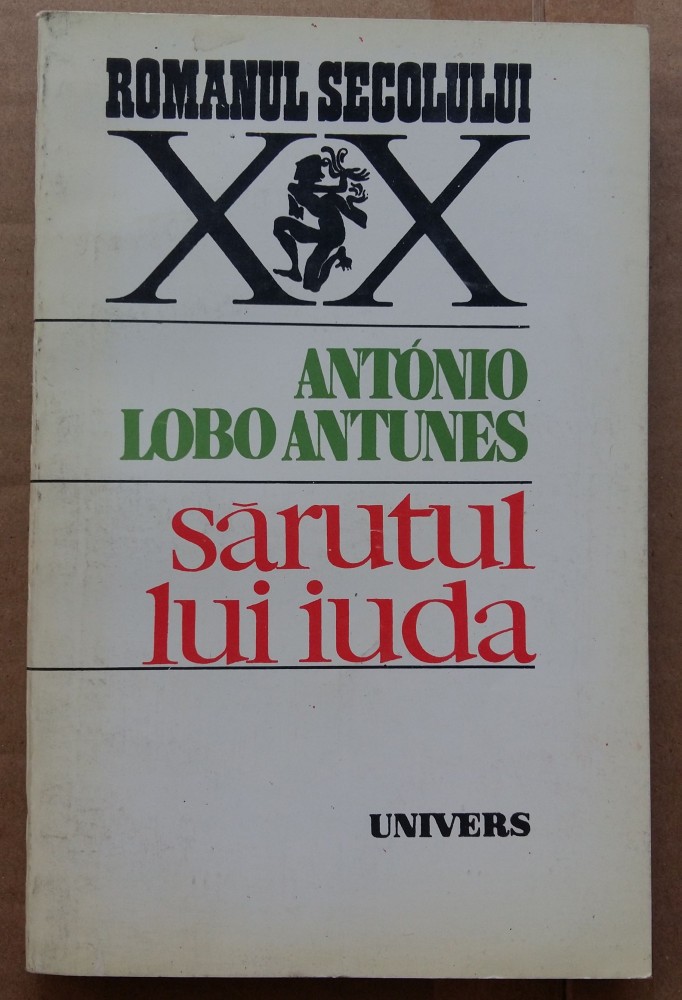 ROMANUL SECOLULUI
XX
ANTÓNIO
LOBO ANTUNES
sărutul
lui iuda
UNIVERS